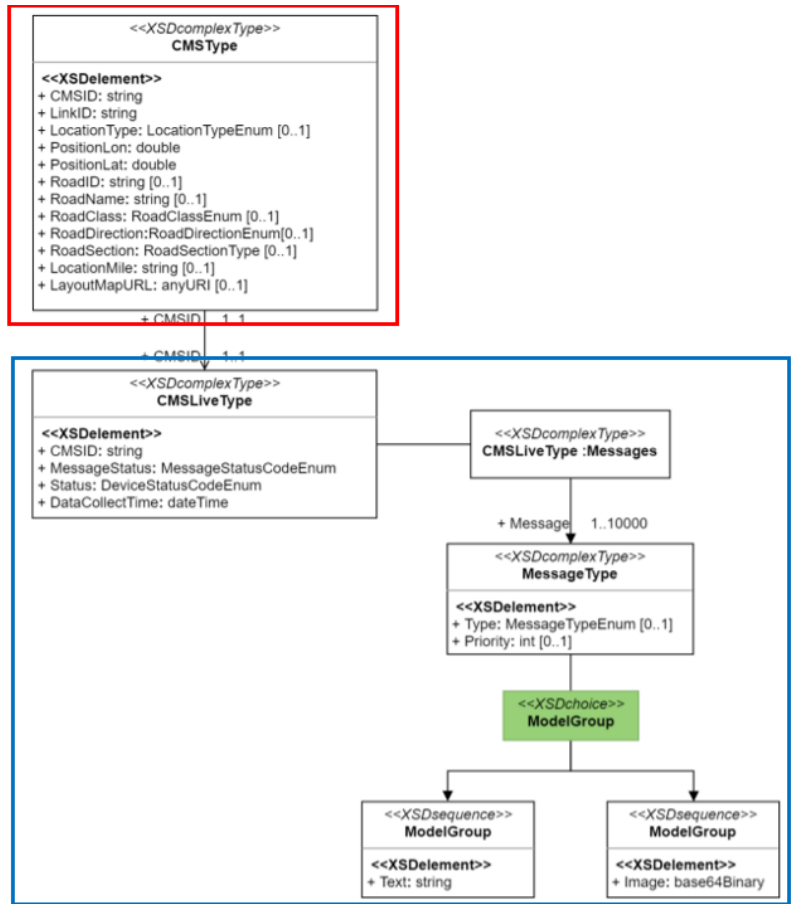 <<XSDcomplexType>>
CMSType
<<XSDelement>>
+ CMSID: string
+ LinkID: string
+ LocationType: LocationTypeEnum [0..1]
+ PositionLon: double
+ PositionLat: double
+ RoadID: string [0..1]
+ RoadName: string [0..1]
+ RoadClass: RoadClassEnum [0..1]
+ RoadDirection:RoadDirectionEnum[0..1]
+ RoadSection: RoadSectionType [0..1]
+ LocationMile: string [0..1]
+ LayoutMapURL: anyURI [0..1]
+ CMSID 1..1
+ CMSID 1..1
<<XSDcomplexType>>
CMSLiveType
<<XSDelement>>
+ CMSID: string
+ MessageStatus: MessageStatusCodeEnum
+ Status: DeviceStatusCodeEnum
+ DataCollectTime: dateTime
<<XSDcomplexType>>
CMSLiveType :Messages
+ Message 1..10000
<<XSDcomplexType>>
MessageType
<<XSDelement>>
+ Type: MessageTypeEnum [0..1]
+ Priority: int [0..1]
<<XSDchoice>>
ModelGroup
<<XSDsequence>>
ModelGroup
<<XSDelement>>
+ Text: string
<<XSDsequence>>
ModelGroup
<<XSDelement>>
+ Image: base64Binary